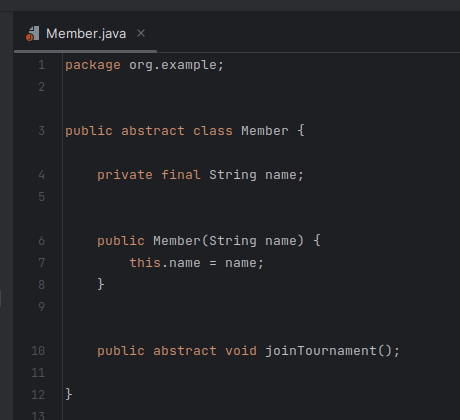 Member.java ×
1 package org.example;
2
3 public abstract class Member {
4     private final String name;
5
6     public Member(String name) {
7         this.name = name;
8     }
9
10     public abstract void joinTournament();
11
12 }
13